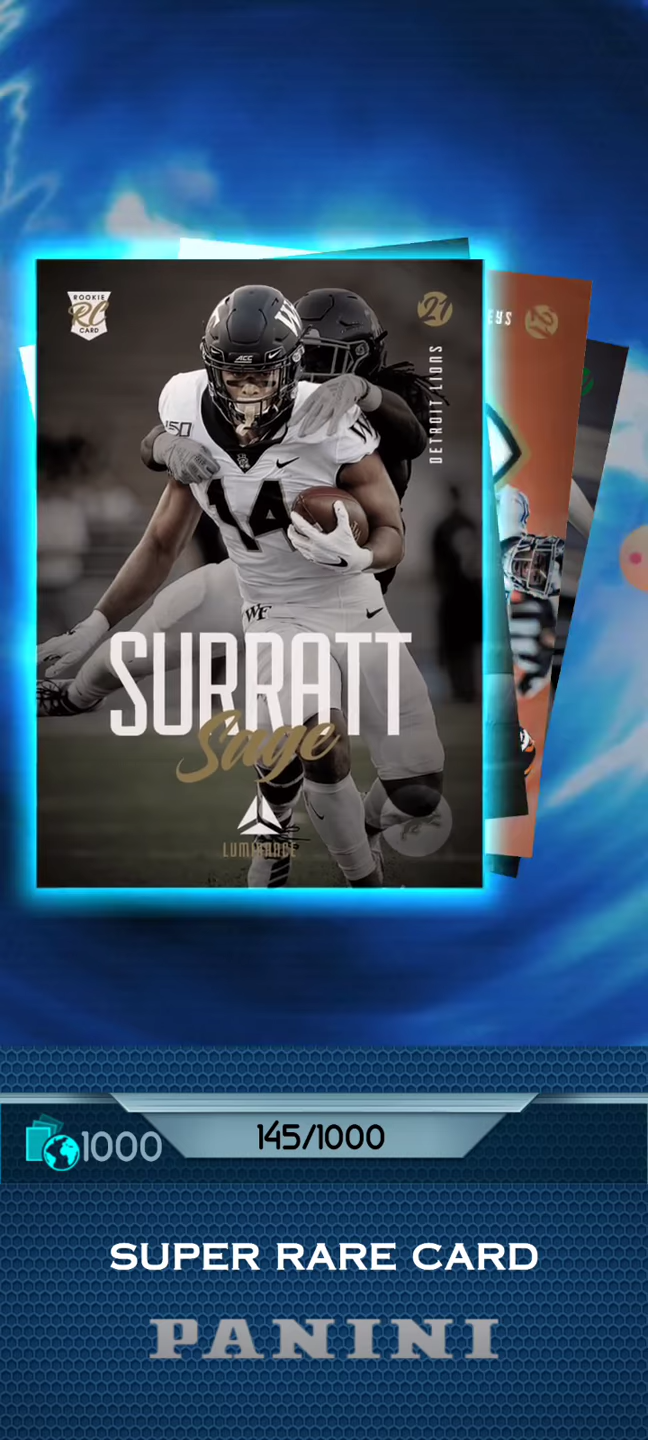 ROOKIE
RC
CARD
21
DETROIT LIONS
EYS
ACC
150
W
14
WF
SURRATT
Sage
LUMINANCE
1000
145/1000
SUPER RARE CARD
PANINI